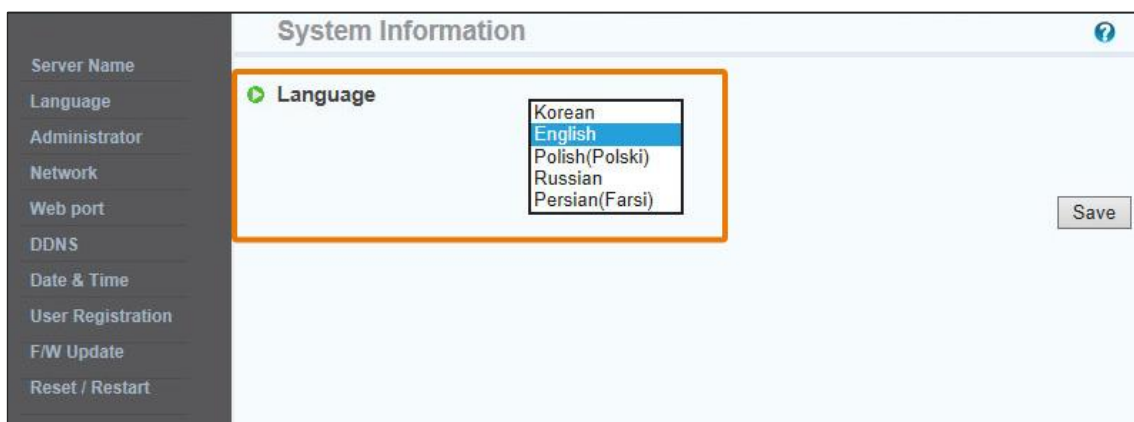 System Information
Server Name
Language
Administrator
Network
Web port
DDNS
Date & Time
User Registration
F/W Update
Reset / Restart
Language
Korean
English
Polish(Polski)
Russian
Persian(Farsi)
Save